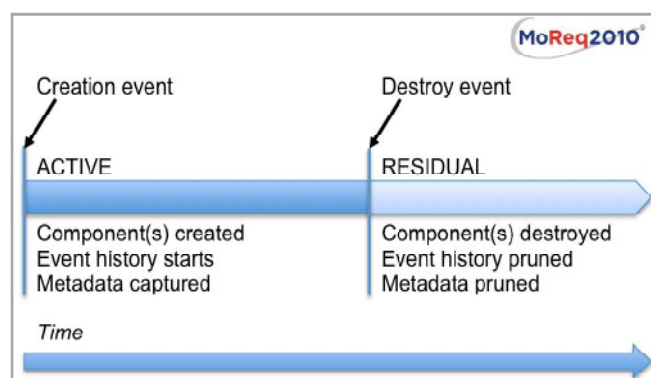 MoReq2010®
Creation event
Destroy event
ACTIVE
RESIDUAL
Component(s) created
Event history starts
Metadata captured
Component(s) destroyed
Event history pruned
Metadata pruned
Time